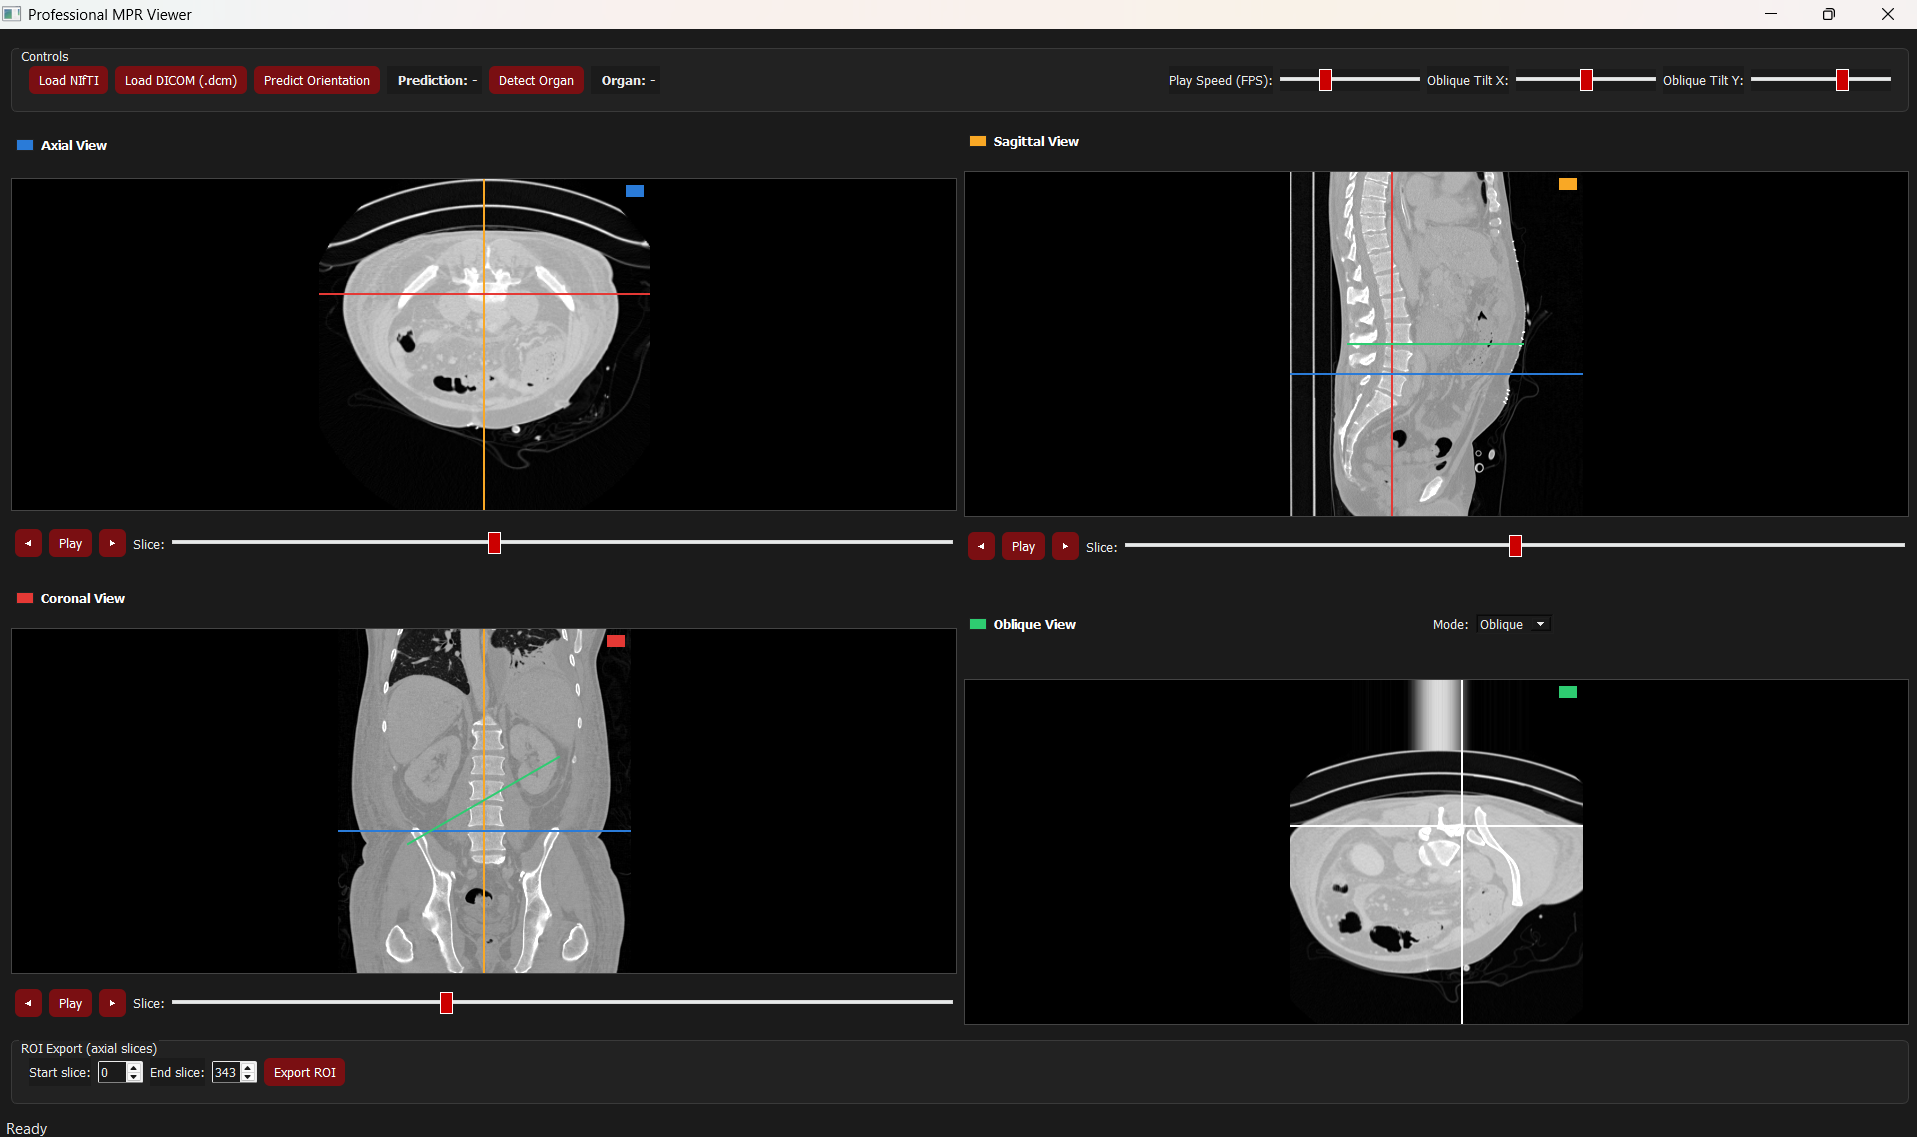 Professional MPR Viewer
Controls
Load NIfTI Load DICOM (.dcm) Predict Orientation Prediction: - Detect Organ Organ: - Play Speed (FPS): Oblique Tilt X: Oblique Tilt Y:
Axial View
Sagittal View
Play Slice:
Play Slice:
Coronal View
Oblique View Mode: Oblique
Play Slice:
ROI Export (axial slices)
Start slice: 0 End slice: 343 Export ROI
Ready